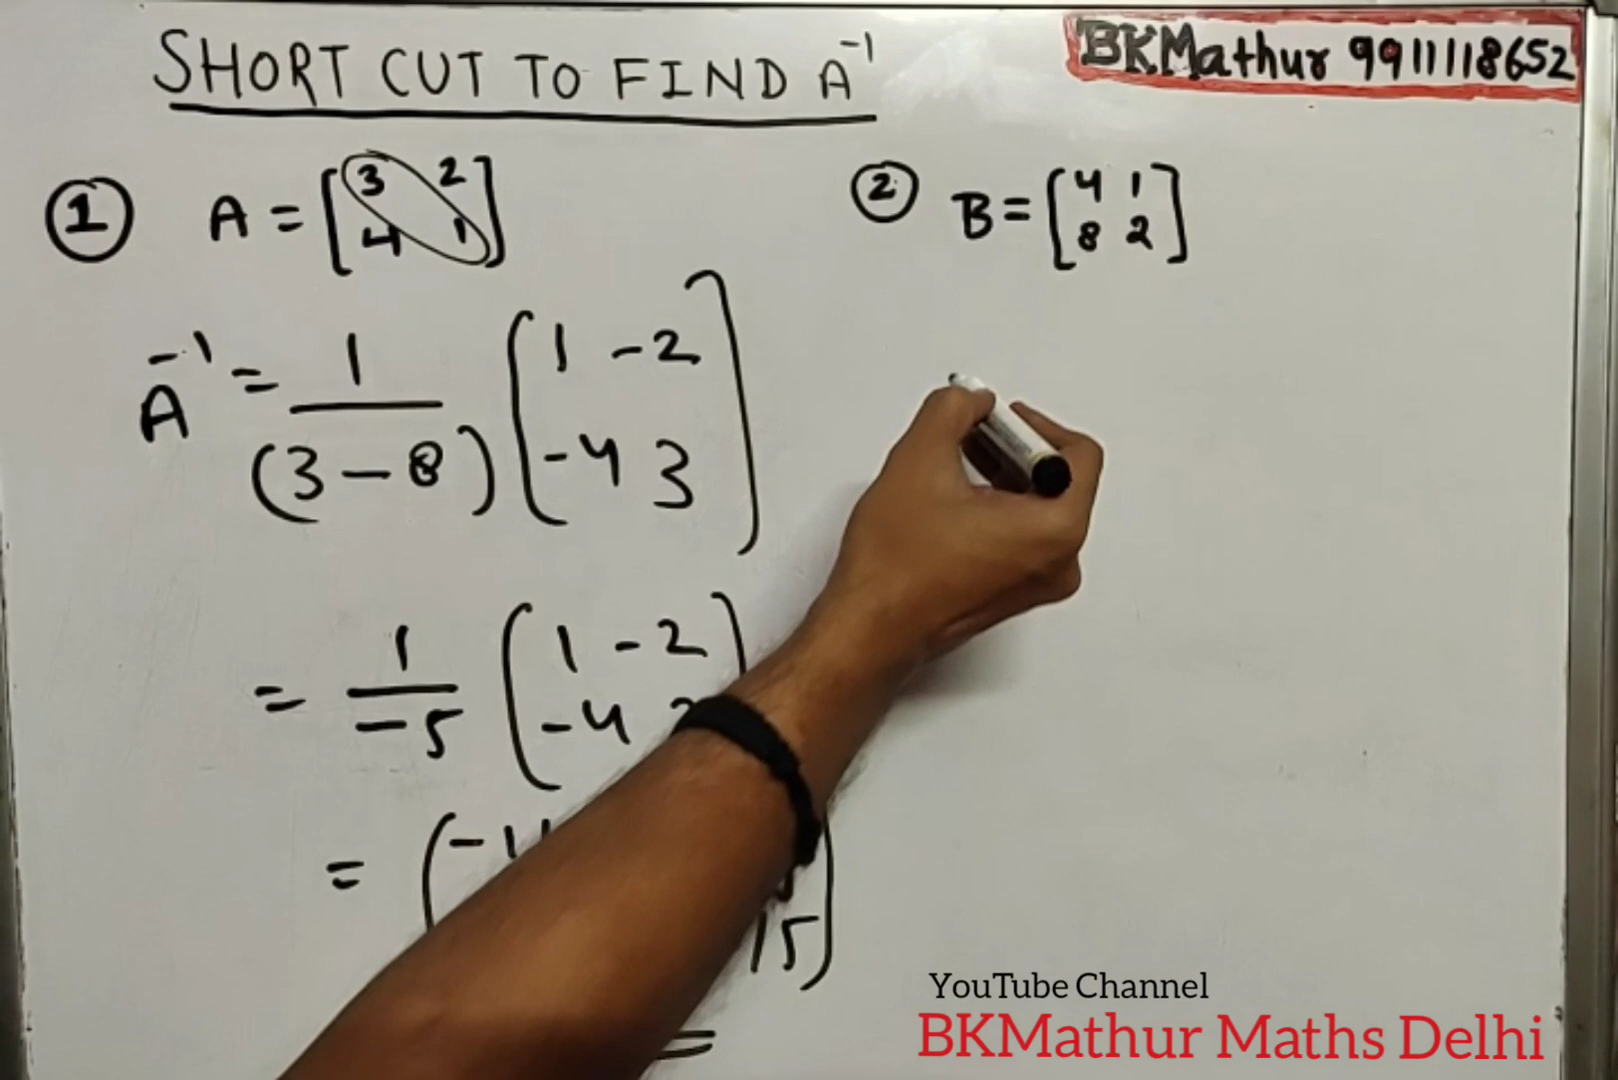 SHORT CUT TO FIND A⁻¹
BKMathur 9911118652
① A = [3 2
4 1]
A⁻¹ = 1/(3 - 8) [1 -2
-4 3]
= 1/-5 (1 -2
-4
= (-1
15)
=
② B = [4 1
8 2]
YouTube Channel
BKMathur Maths Delhi